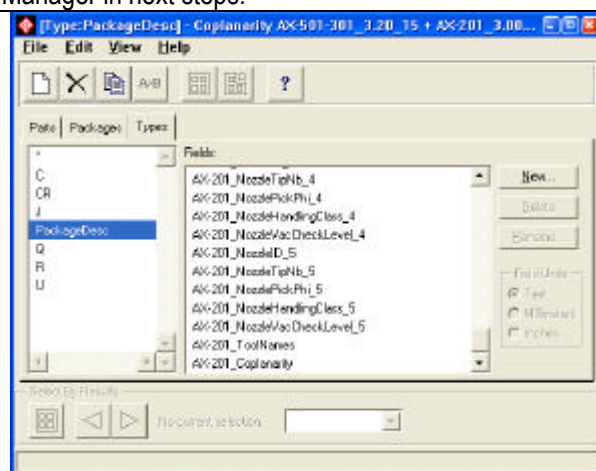 Manager in next steps.
[Type:PackageDesc] - Coplanarity AX-501-301_3.20_15 + AX-201_3.00...
File Edit View Help
A→B
?
Parts Packages Types
*
C
CR
J
PackageDesc
Q
R
U
Fields:
AX-201_NozzleTipNb_4
AX-201_NozzlePickPhi_4
AX-201_NozzleHandlingClass_4
AX-201_NozzleVacCheckLevel_4
AX-201_NozzleID_5
AX-201_NozzleTipNb_5
AX-201_NozzlePickPhi_5
AX-201_NozzleHandlingClass_5
AX-201_NozzleVacCheckLevel_5
AX-201_ToolNames
AX-201_Coplanarity
New...
Delete
Rename...
Field Units
Text
Millimeters
Inches
Select By Results
No current selection.